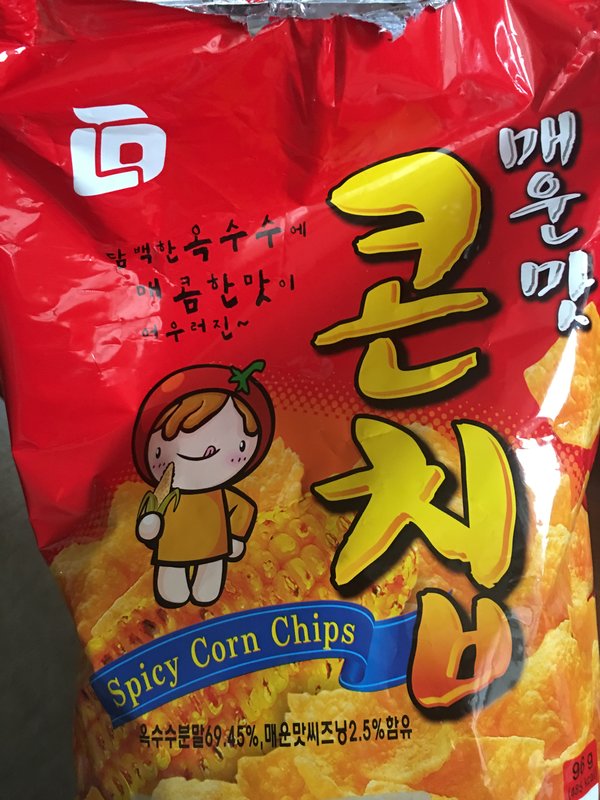 매운맛
콘칩
담백한 옥수수에
매콤한맛이
어우러진~
Spicy Corn Chips
옥수수분말69.45%,매운맛씨즈닝2.5%함유
96g